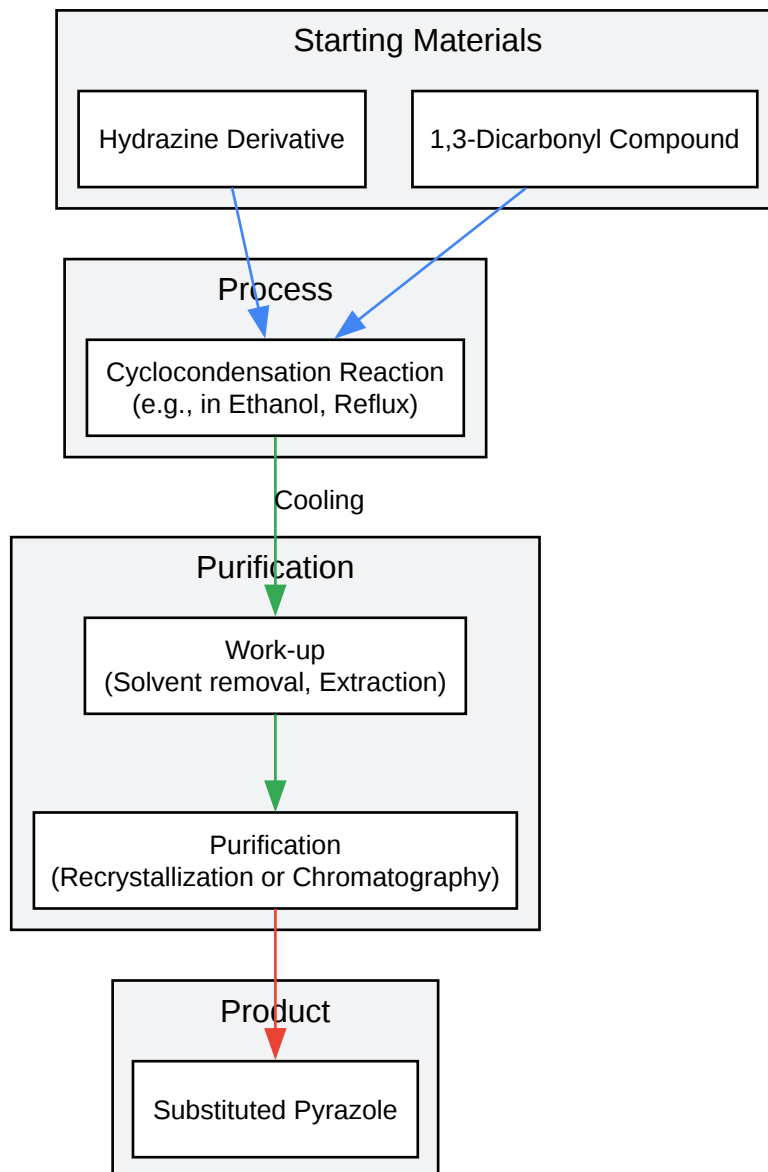 Starting Materials
Hydrazine Derivative
1,3-Dicarbonyl Compound
Process
Cyclocondensation Reaction
(e.g., in Ethanol, Reflux)
Cooling
Purification
Work-up
(Solvent removal, Extraction)
Purification
(Recrystallization or Chromatography)
Product
Substituted Pyrazole